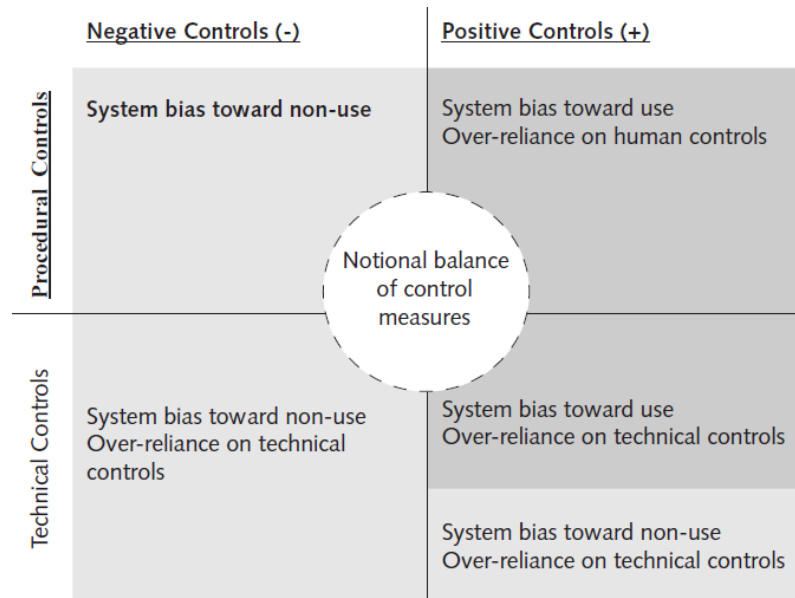 Negative Controls (-)
Positive Controls (+)
Procedural Controls
System bias toward non-use
System bias toward use
Over-reliance on human controls
Notional balance
of control
measures
Technical Controls
System bias toward non-use
Over-reliance on technical
controls
System bias toward use
Over-reliance on technical controls
System bias toward non-use
Over-reliance on technical controls